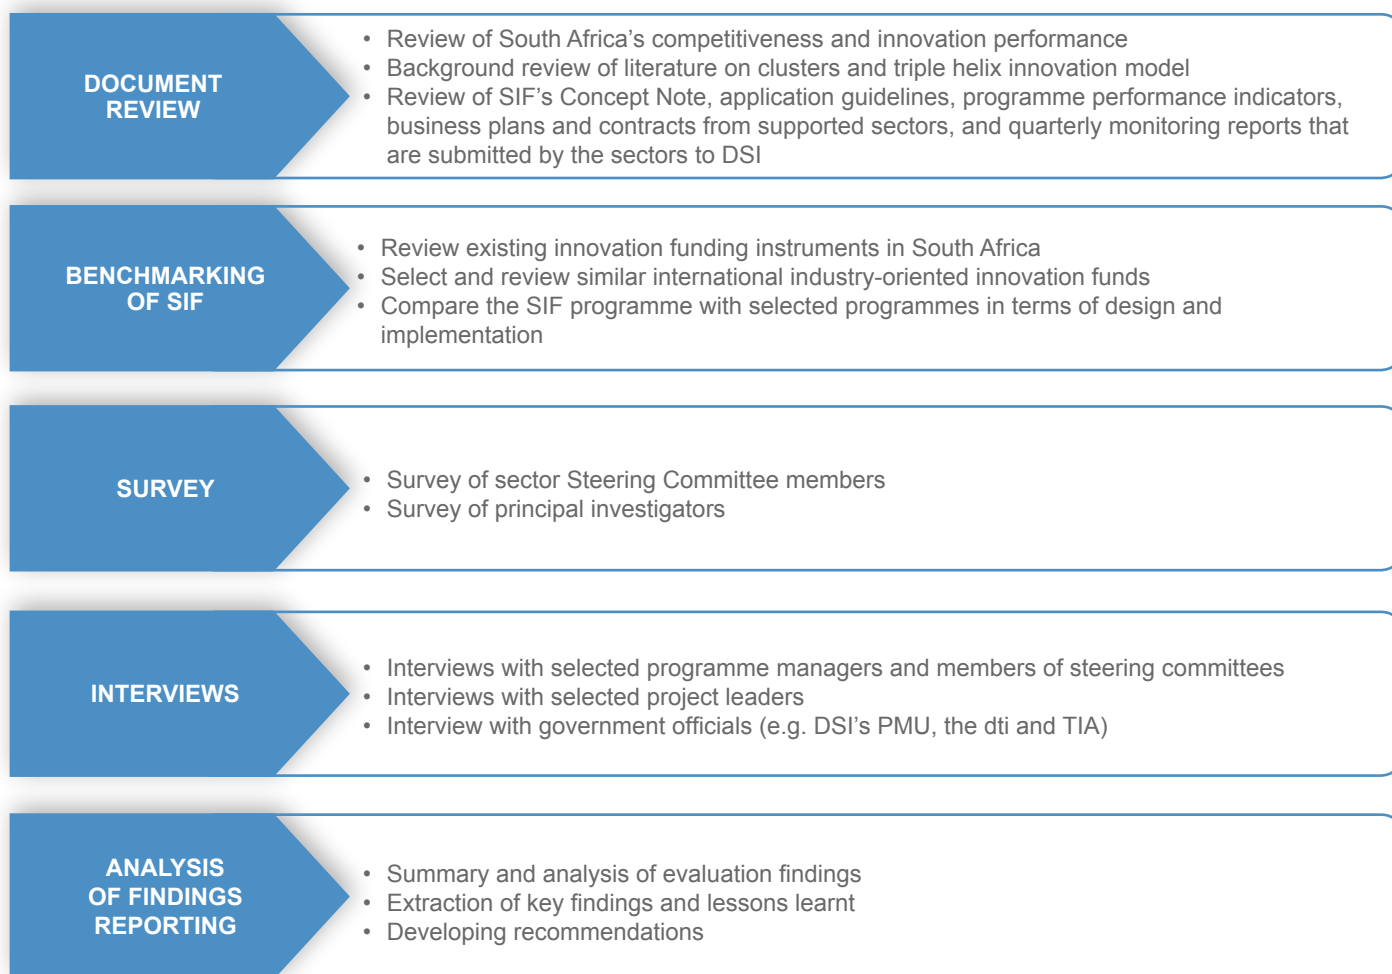 DOCUMENT
REVIEW
• Review of South Africa’s competitiveness and innovation performance
• Background review of literature on clusters and triple helix innovation model
• Review of SIF’s Concept Note, application guidelines, programme performance indicators,
business plans and contracts from supported sectors, and quarterly monitoring reports that
are submitted by the sectors to DSI
BENCHMARKING
OF SIF
• Review existing innovation funding instruments in South Africa
• Select and review similar international industry-oriented innovation funds
• Compare the SIF programme with selected programmes in terms of design and
implementation
SURVEY
• Survey of sector Steering Committee members
• Survey of principal investigators
INTERVIEWS
• Interviews with selected programme managers and members of steering committees
• Interviews with selected project leaders
• Interview with government officials (e.g. DSI’s PMU, the dti and TIA)
ANALYSIS
OF FINDINGS
REPORTING
• Summary and analysis of evaluation findings
• Extraction of key findings and lessons learnt
• Developing recommendations